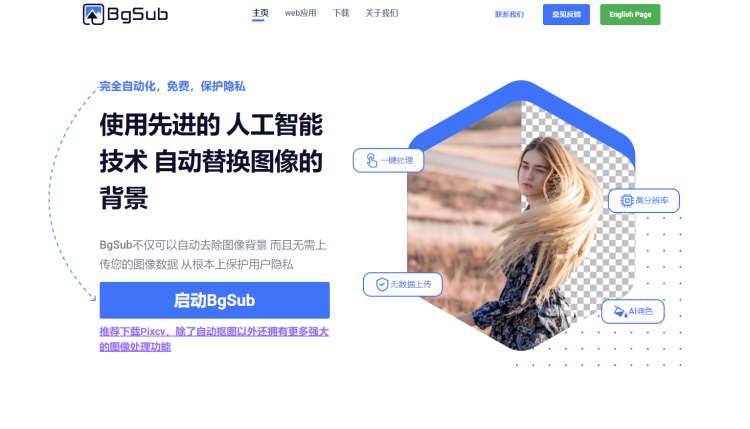 BgSub
主页 web应用 下载 关于我们 联系我们 意见反馈 English Page
完全自动化，免费，保护隐私
使用先进的 人工智能
技术 自动替换图像的
背景
BgSub不仅可以自动去除图像背景 而且无需上
传您的图像数据 从根本上保护用户隐私
启动BgSub
推荐下载Pixcv，除了自动抠图以外还拥有更多强大
的图像处理功能
一键处理
高分辨率
无数据上传
AI调色